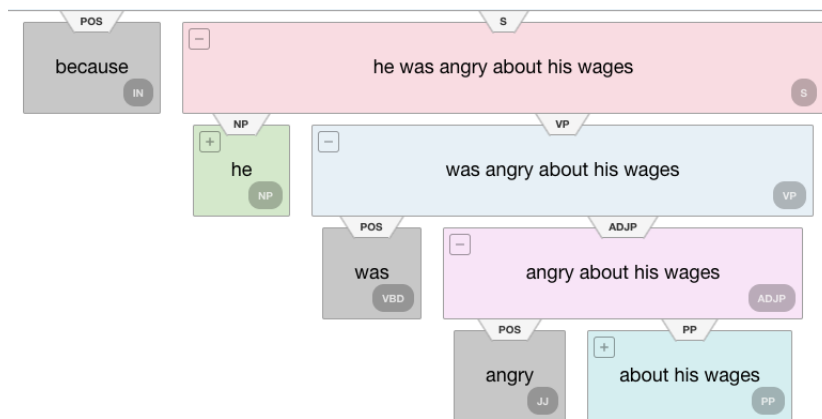 POS S
because he was angry about his wages
IN S
NP VP
he was angry about his wages
NP VP
POS ADJP
was angry about his wages
VBD ADJP
POS PP
angry about his wages
JJ PP